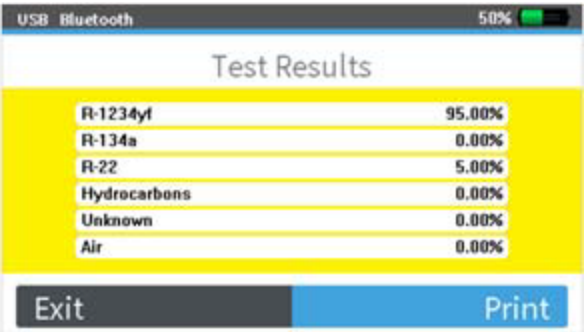 USB Bluetooth 50%
Test Results
R-1234yf 95.00%
R-134a 0.00%
R-22 5.00%
Hydrocarbons 0.00%
Unknown 0.00%
Air 0.00%
Exit Print